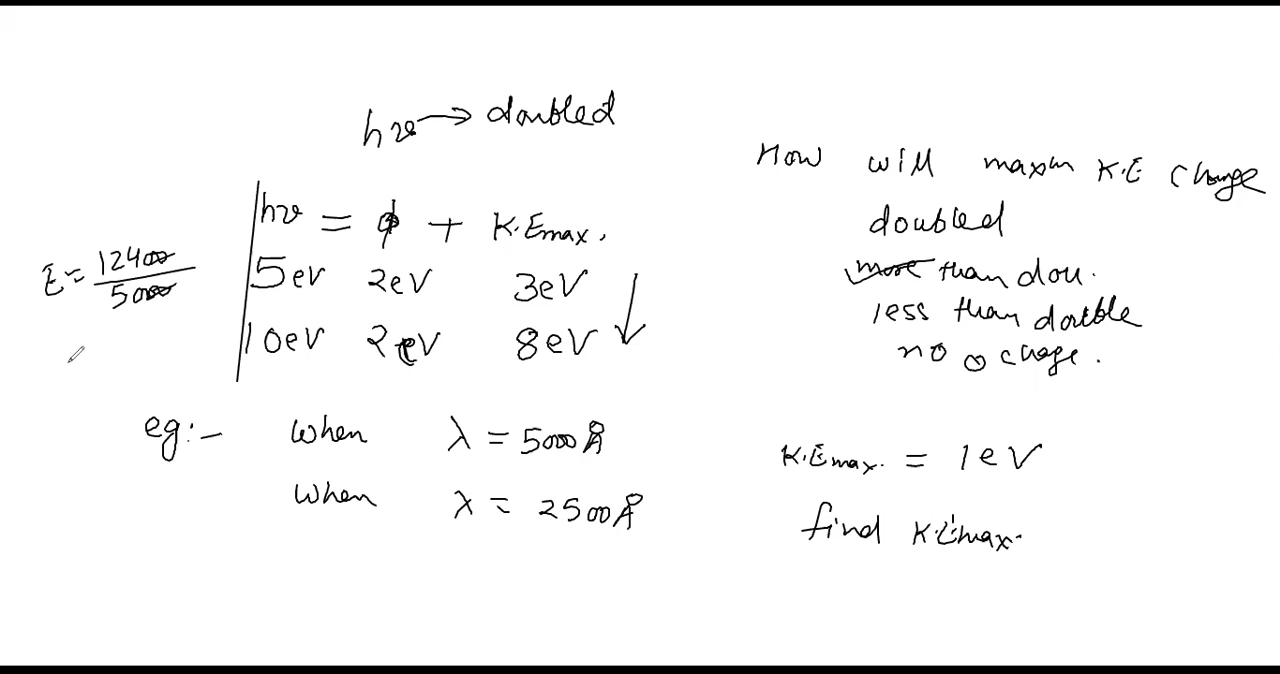 hν → doubled
How will maxm K.E change
doubled
more than dou.
less than double
no change.
hν = ϕ + K.Emax.
E = 12400/5000
5eV 2eV 3eV
10eV 2eV 8eV
eg:- when λ = 5000Å K.Emax. = 1eV
when λ = 2500Å find K.E'max.